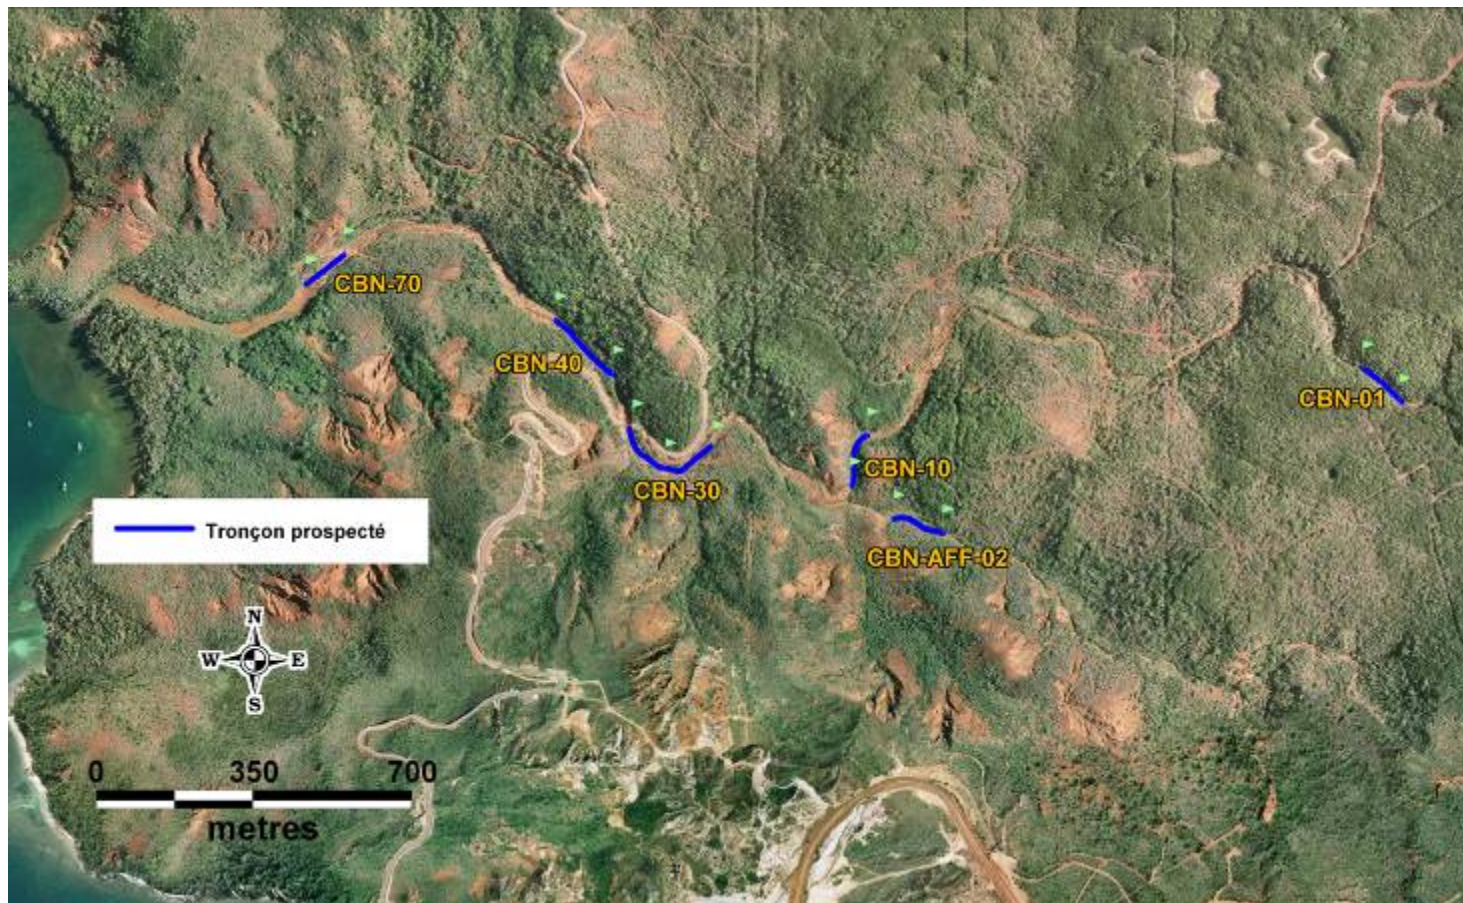 CBN-70
CBN-40
CBN-01
CBN-10
CBN-30
Tronçon prospecté
CBN-AFF-02
N
W E
S
0 350 700
metres